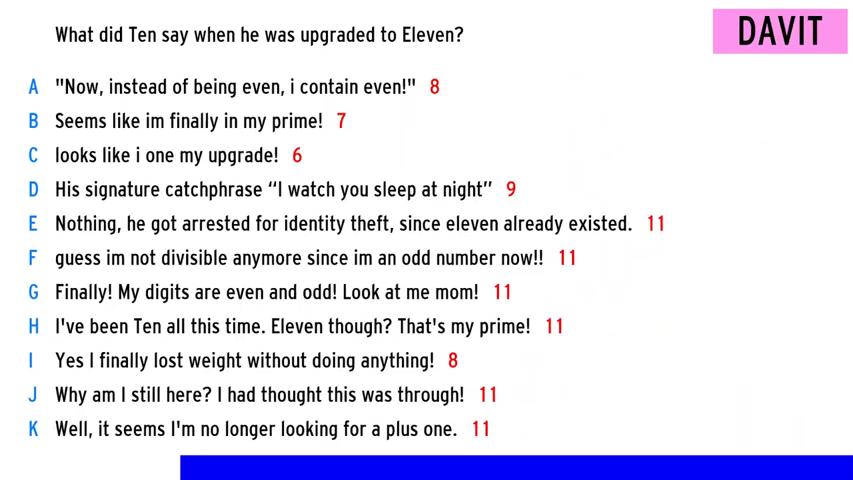 What did Ten say when he was upgraded to Eleven?
DAVIT
A "Now, instead of being even, i contain even!" 8
B Seems like im finally in my prime! 7
C looks like i one my upgrade! 6
D His signature catchphrase “I watch you sleep at night” 9
E Nothing, he got arrested for identity theft, since eleven already existed. 11
F guess im not divisible anymore since im an odd number now!! 11
G Finally! My digits are even and odd! Look at me mom! 11
H I've been Ten all this time. Eleven though? That's my prime! 11
I Yes I finally lost weight without doing anything! 8
J Why am I still here? I had thought this was through! 11
K Well, it seems I'm no longer looking for a plus one. 11